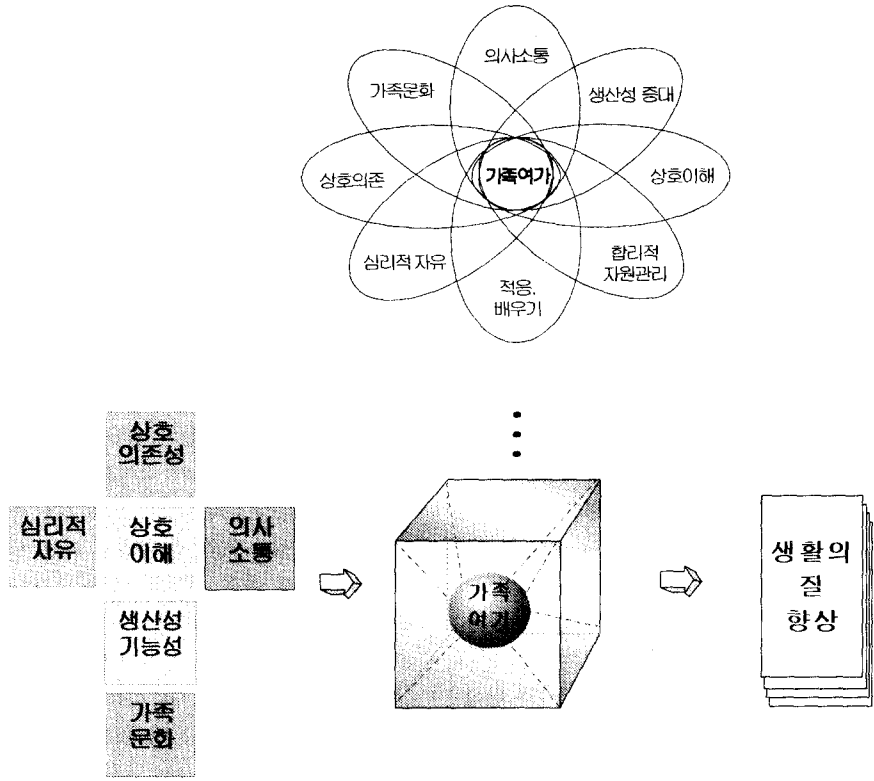 의사소통
가족문화
생산성 증대
상호의존
가족여가
상호이해
심리적 자유
합리적
자원관리
적응,
배우기
상호
의존성
심리적
자유
상호
이해
의사
소통
생산성
기능성
가족
문화
가족
여가
생활의
질
향상